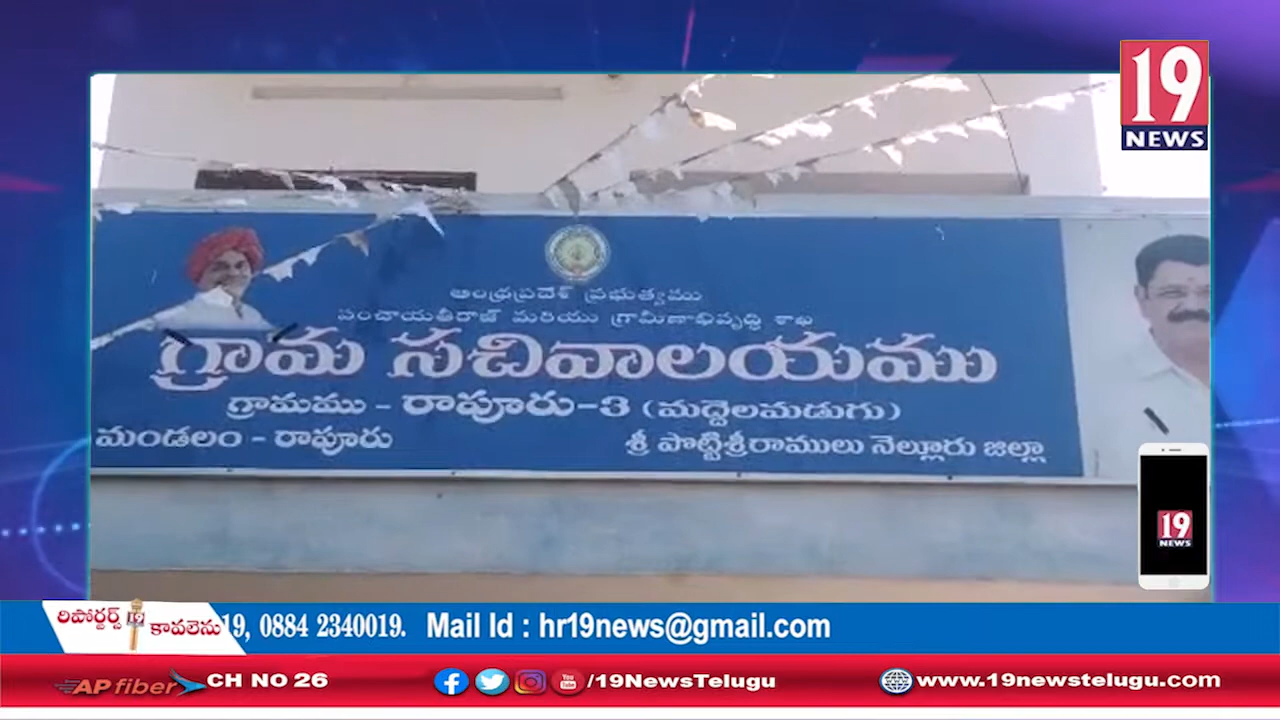 19
NEWS
ఆంధ్రప్రదేశ్ ప్రభుత్వము
పంచాయతీరాజ్ మరియు గ్రామీణాభివృద్ధి శాఖ
గ్రామ సచివాలయము
గ్రామము - రాపూరు-3 (మద్దెలమడుగు)
మండలం - రాపూరు
శ్రీ పొట్టిశ్రీరాములు నెల్లూరు జిల్లా
19
NEWS
రిపోర్టర్స్ 19 కావలెను
19, 0884 2340019. Mail Id : hr19news@gmail.com
AP fiber CH NO 26
/19NewsTelugu
www.19newstelugu.com